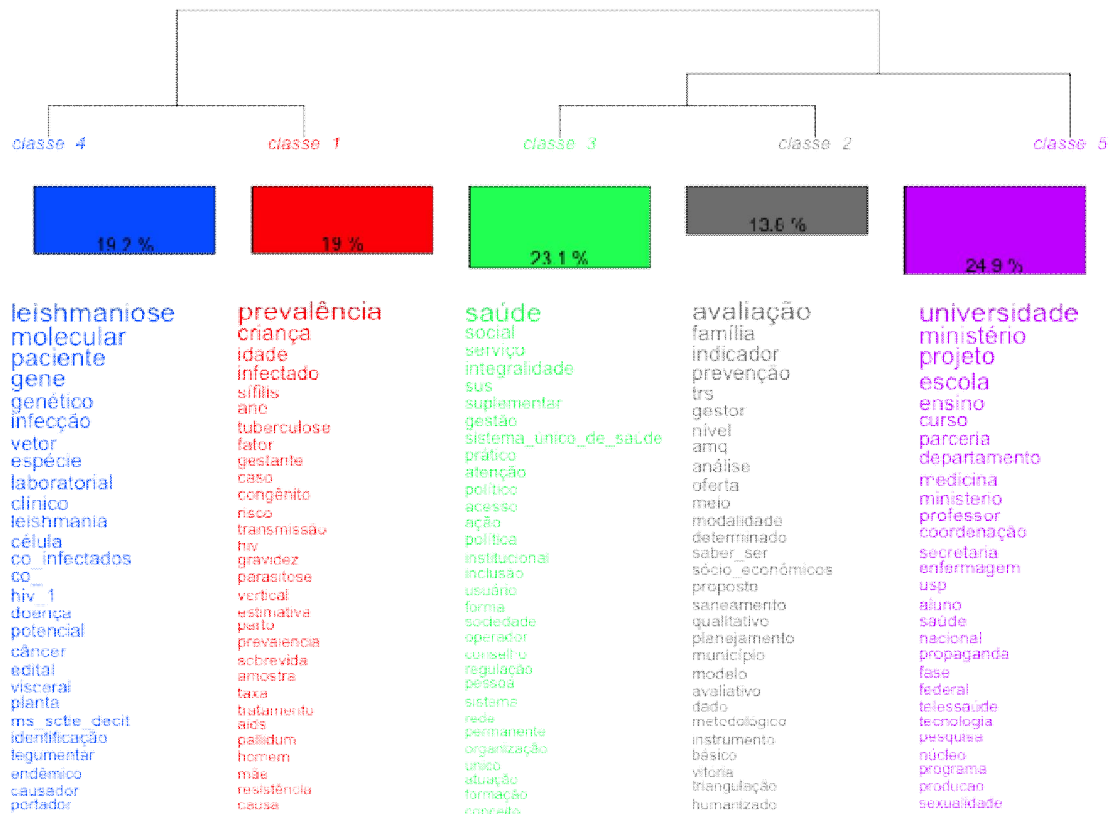 classe 4
classe 1
classe 3
classe 2
classe 5
19.2 %
19 %
23.1 %
13.8 %
24.9 %
leishmaniose
molecular
paciente
gene
genético
infecção
vetor
espécie
laboratorial
clínico
leishmania
célula
co_infectados
co_
hiv_1
doença
potencial
câncer
edital
visceral
planta
ms_sctie_decit
identificação
tegumentar
endêmico
causador
portador
prevalência
criança
idade
infectado
sífilis
ano
tuberculose
fator
gestante
caso
congênito
risco
transmissão
hiv
gravidez
parasitose
vertical
estimativa
parto
prevalencia
sobrevida
amostra
taxa
tratamento
aids
pallidum
homem
mãe
resistência
causa
saúde
social
serviço
integralidade
sus
suplementar
gestão
sistema_unico_de_saude
prático
atenção
político
acesso
ação
política
institucional
inclusão
usuário
forma
sociedade
operador
conselho
regulação
pessoa
sistema
rede
permanente
organização
único
atuação
formação
conceito
avaliação
família
indicador
prevenção
trs
gestor
nível
amq
análise
oferta
meio
modalidade
determinado
saber_ser
sócio_econômicos
proposto
saneamento
qualitativo
planejamento
município
modelo
avaliativo
dado
metodológico
instrumento
básico
vitoria
triangulação
humanizado
universidade
ministério
projeto
escola
ensino
curso
parceria
departamento
medicina
ministerio
professor
coordenação
secretaria
enfermagem
usp
aluno
saúde
nacional
propaganda
fase
federal
telessaúde
tecnologia
pesquisa
núcleo
programa
producao
sexualidade